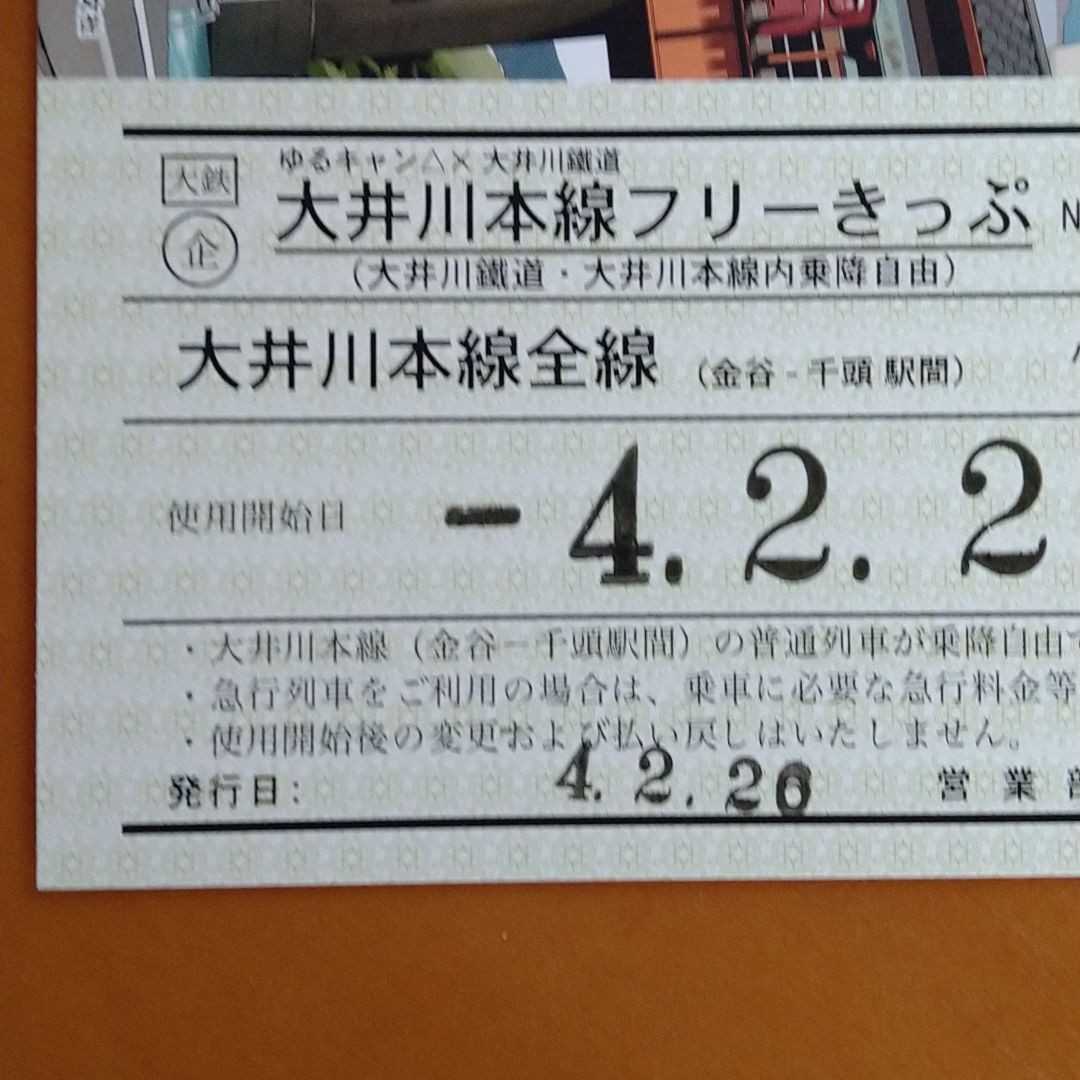 大鉄
ゆるキャン△× 大井川鐵道
企
大井川本線フリーきっぷ N
(大井川鐵道・大井川本線内乗降自由)
大井川本線全線 (金谷-千頭 駅間)
使用開始日 -4.2.2
・大井川本線(金谷-千頭駅間)の普通列車が乗降自由で
・急行列車をご利用の場合は、乗車に必要な急行料金等
・使用開始後の変更および払い戻しはいたしません。
発行日: 4.2.26 営業部